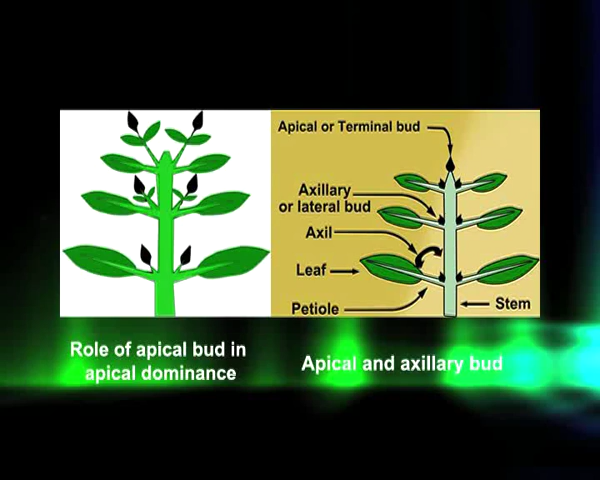 Apical or Terminal bud
Axillary
or lateral bud
Axil
Leaf
Petiole
Stem
Role of apical bud in
apical dominance
Apical and axillary bud